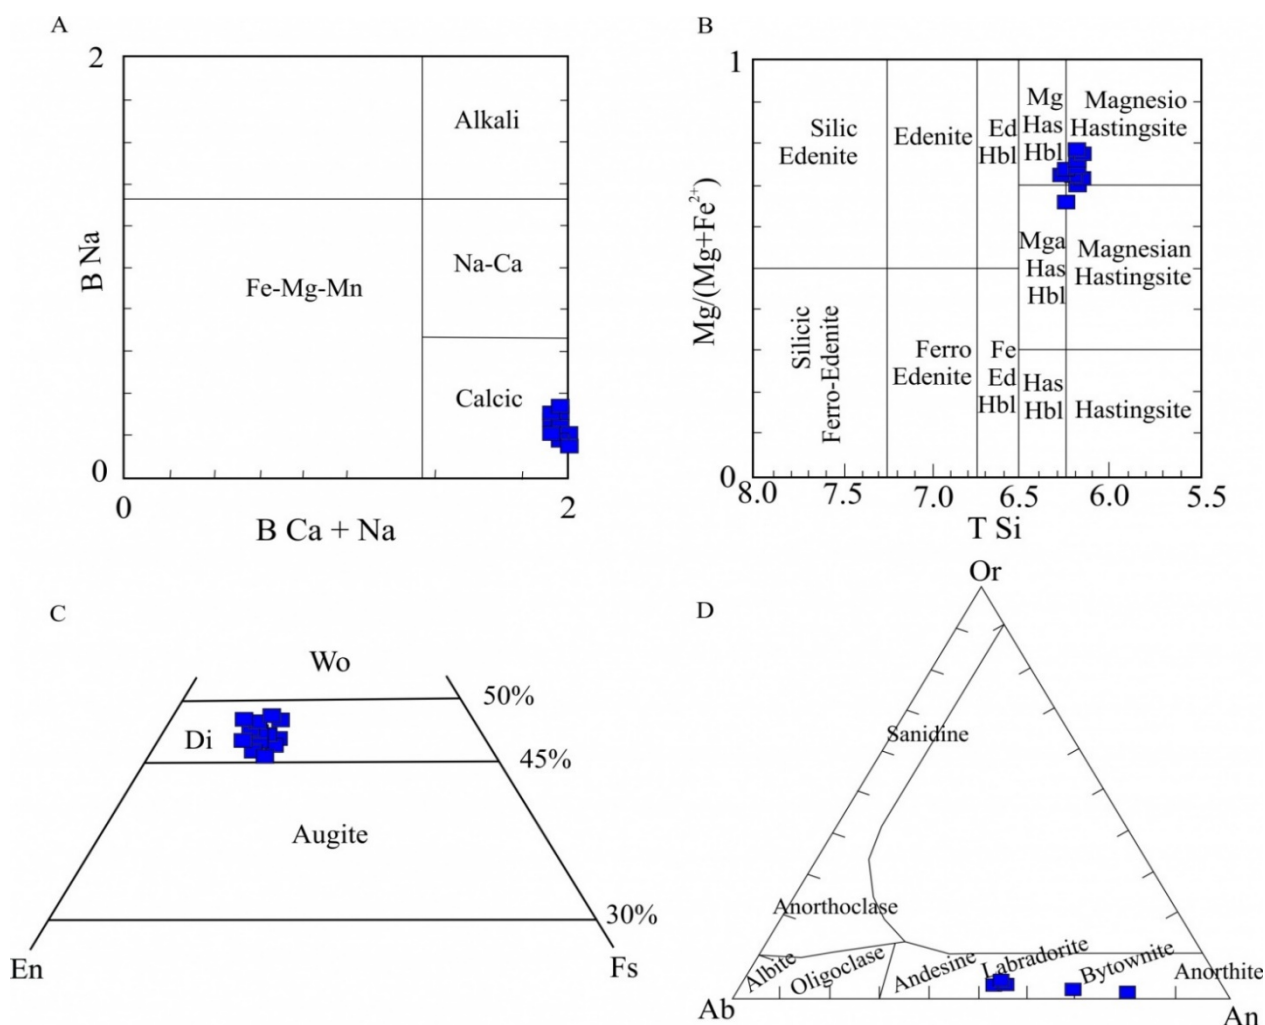 A
2
Alkali
B Na
Na-Ca
Fe-Mg-Mn
Calcic
0
0
2
B Ca + Na
B
1
Mg/(Mg+Fe²⁺)
Silic
Edenite
Edenite
Ed
Hbl
Mg
Has
Hbl
Magnesio
Hastingsite
Mga
Has
Hbl
Magnesian
Hastingsite
Silicic
Ferro-Edenite
Ferro
Edenite
Fe
Ed
Hbl
Has
Hbl
Hastingsite
0
8.0
7.5
7.0
6.5
6.0
5.5
T Si
C
Wo
50%
Di
45%
Augite
30%
En
Fs
D
Or
Sanidine
Anorthoclase
Albite
Oligoclase
Andesine
Labradorite
Bytownite
Anorthite
Ab
An